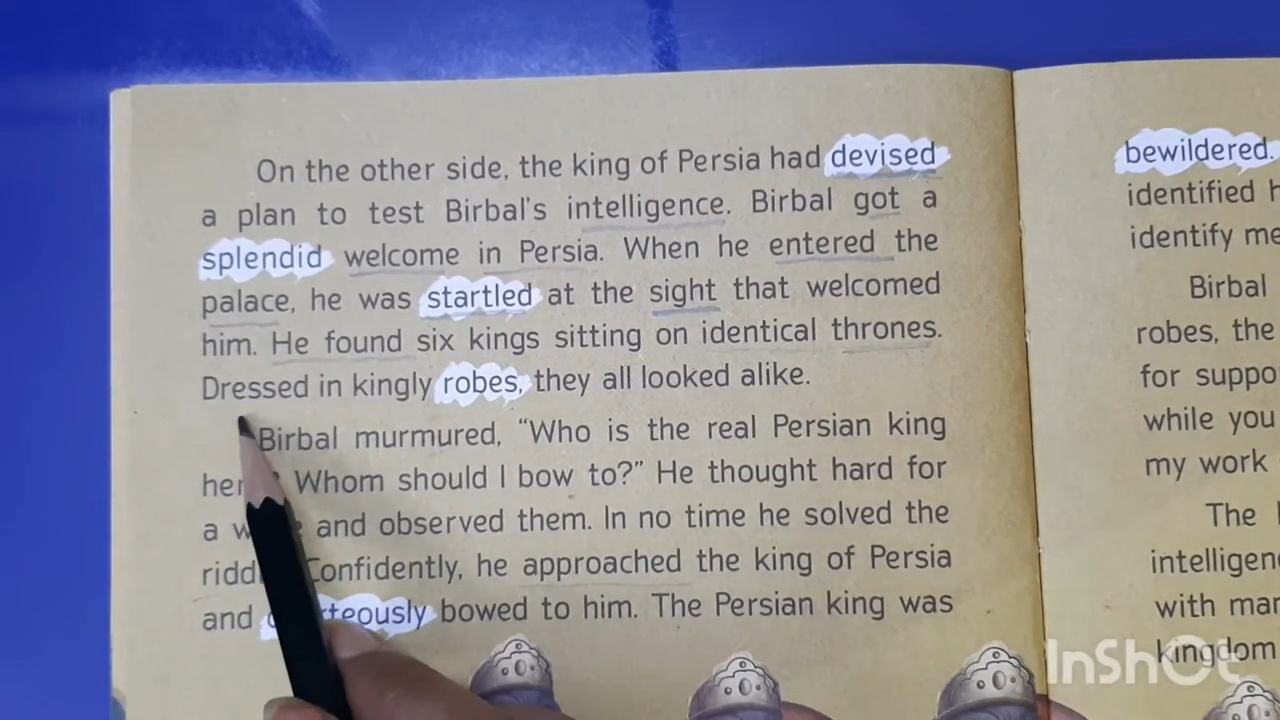 On the other side, the king of Persia had devised
a plan to test Birbal's intelligence. Birbal got a
splendid welcome in Persia. When he entered the
palace, he was startled at the sight that welcomed
him. He found six kings sitting on identical thrones.
Dressed in kingly robes, they all looked alike.
Birbal murmured, “Who is the real Persian king
Whom should I bow to?” He thought hard for
a and observed them. In no time he solved the
Confidently, he approached the king of Persia
and bowed to him. The Persian king was
bewildered.
identified
identify me
Birbal
robes, the
for
while you
my work
The
with
kingdom
InShOt